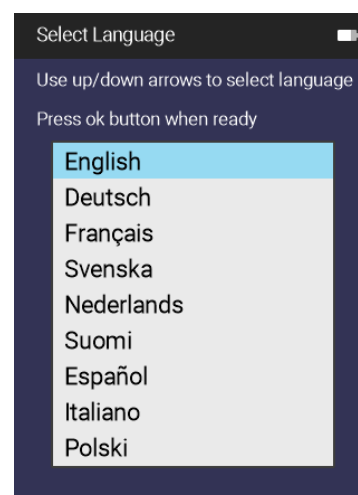 Select Language
Use up/down arrows to select language
Press ok button when ready
English
Deutsch
Français
Svenska
Nederlands
Suomi
Español
Italiano
Polski